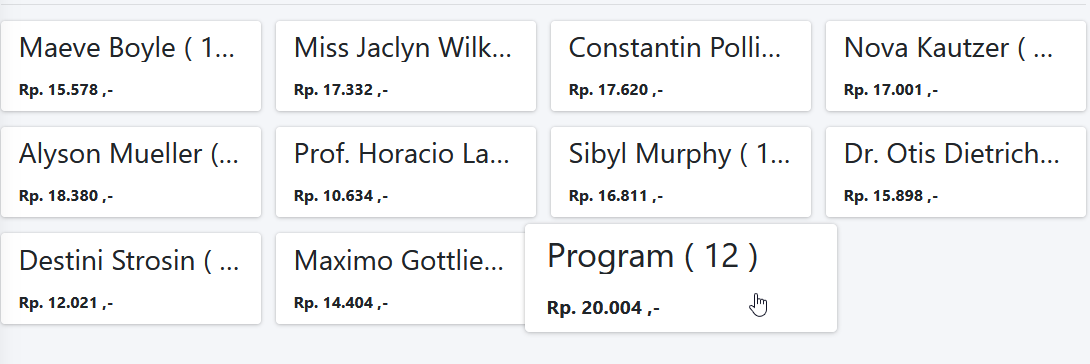 Maeve Boyle ( 1...
Rp. 15.578 ,-
Miss Jaclyn Wilk...
Rp. 17.332 ,-
Constantin Polli...
Rp. 17.620 ,-
Nova Kautzer ( ...
Rp. 17.001 ,-
Alyson Mueller (...
Rp. 18.380 ,-
Prof. Horacio La...
Rp. 10.634 ,-
Sibyl Murphy ( 1...
Rp. 16.811 ,-
Dr. Otis Dietrich...
Rp. 15.898 ,-
Destini Strosin ( ...
Rp. 12.021 ,-
Maximo Gottlie...
Rp. 14.404 ,-
Program ( 12 )
Rp. 20.004 ,-